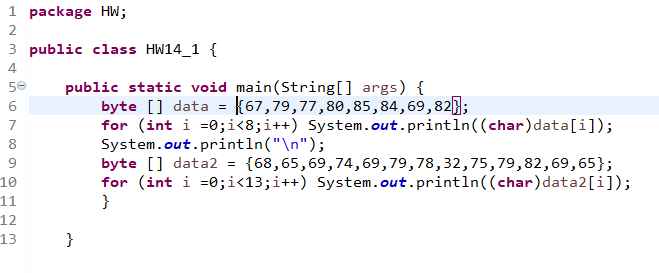 1 package HW;
2
3 public class HW14_1 {
4
5 public static void main(String[] args) {
6 byte [] data = {67,79,77,80,85,84,69,82};
7 for (int i =0;i<8;i++) System.out.println((char)data[i]);
8 System.out.println("\n");
9 byte [] data2 = {68,65,69,74,69,79,78,32,75,79,82,69,65};
10 for (int i =0;i<13;i++) System.out.println((char)data2[i]);
11 }
12
13 }